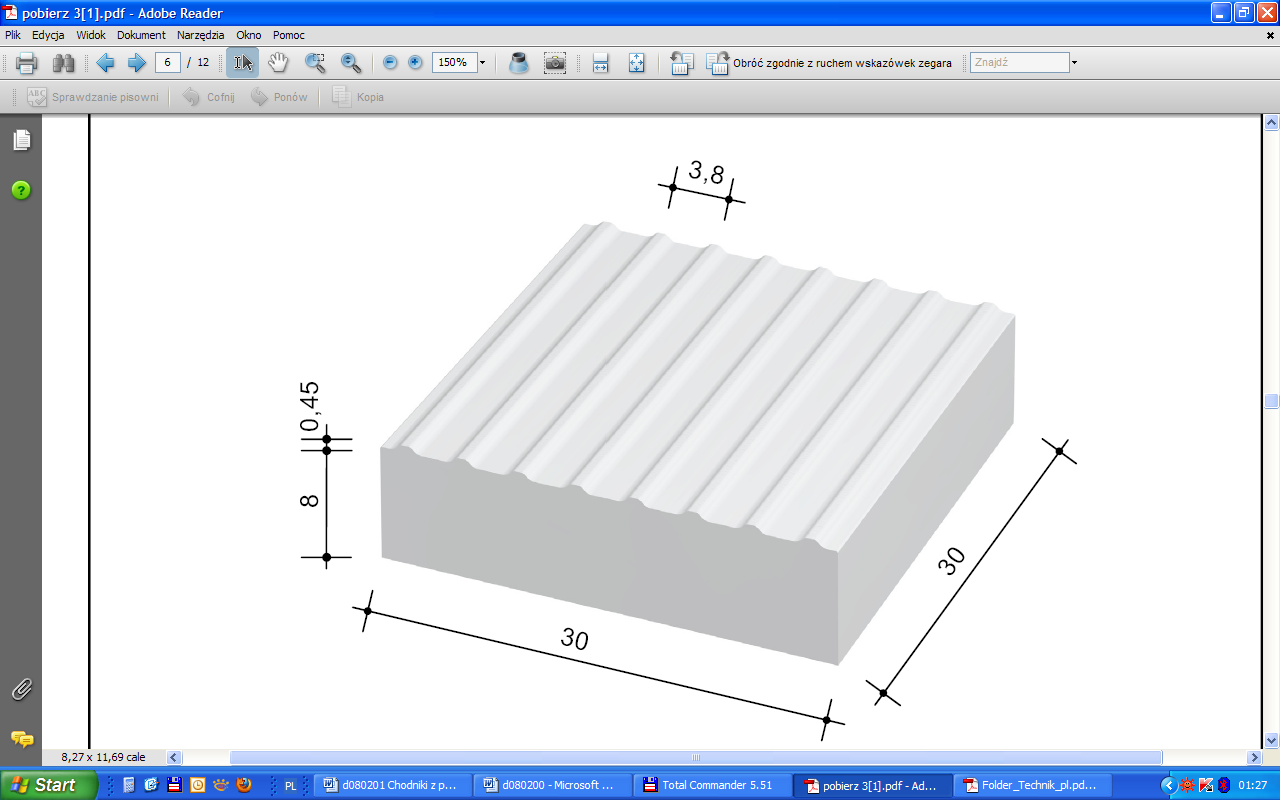 pobierz 3[1].pdf - Adobe Reader
Plik Edycja Widok Dokument Narzędzia Okno Pomoc
6 / 12 150% Obróć zgodnie z ruchem wskazówek zegara Znajdź
ABC Sprawdzanie pisowni Cofnij Ponów Kopia
3,8
0,45
8
30
30
8,27 x 11,69 cale
Start PL d080201 Chodniki z p... d080200 - Microsoft ... Total Commander 5.51 pobierz 3[1].pdf - Ad... Folder_Technik_pl.pd... 01:27